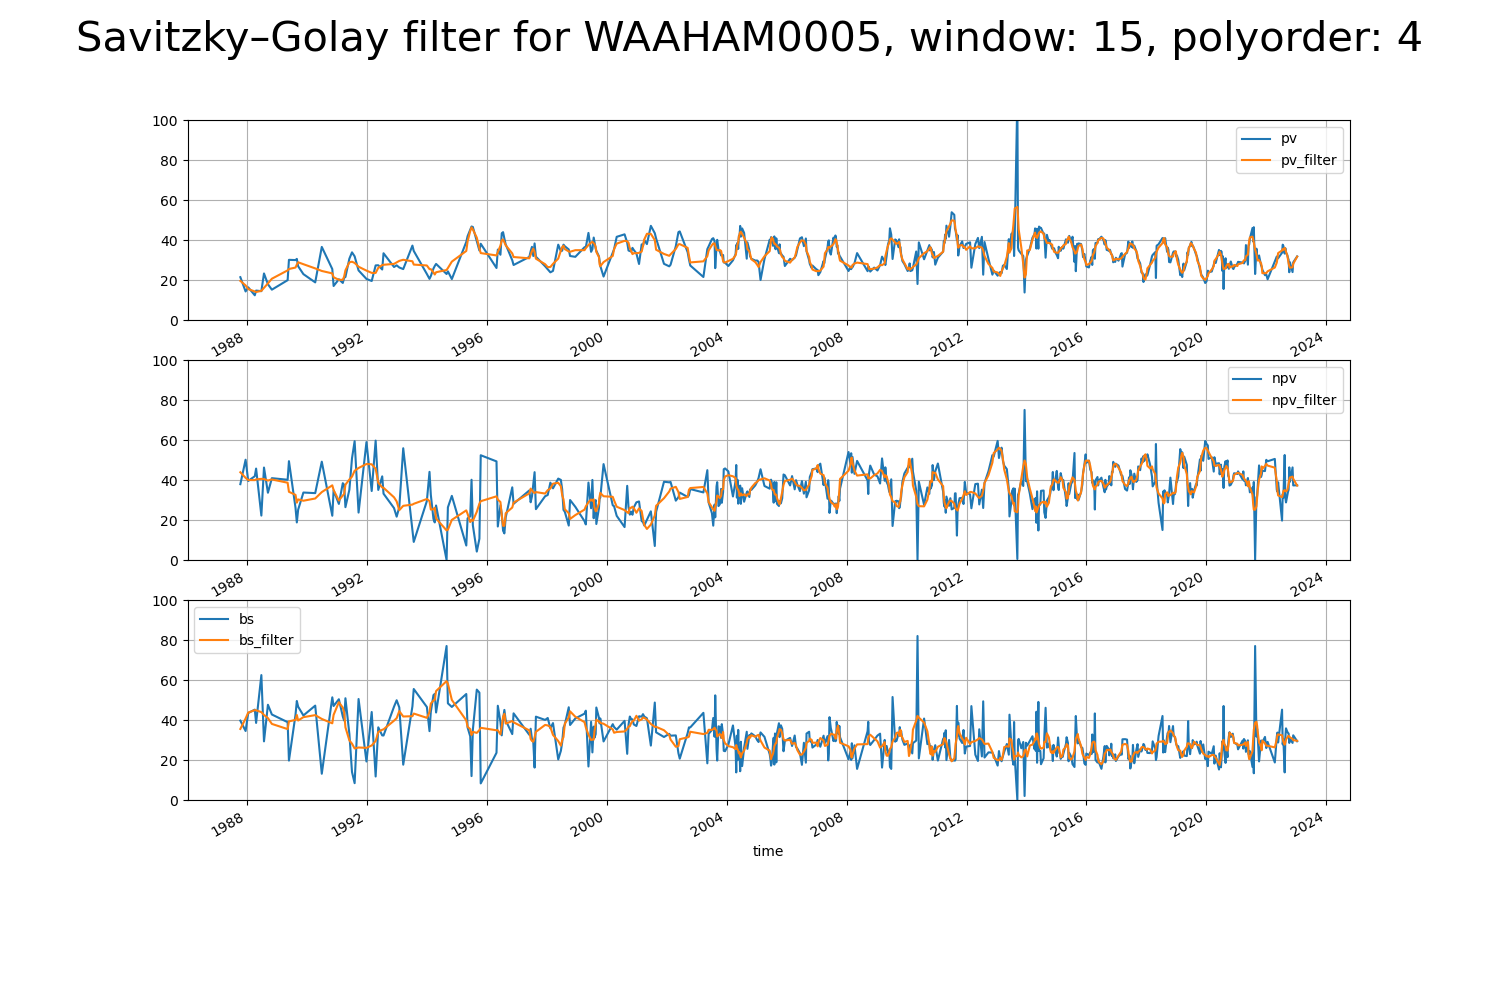 Savitzky–Golay filter for WAAHAM0005, window: 15, polyorder: 4
100
80
60
40
20
0
pv
pv_filter
1988 1992 1996 2000 2004 2008 2012 2016 2020 2024
100
80
60
40
20
0
npv
npv_filter
1988 1992 1996 2000 2004 2008 2012 2016 2020 2024
100
80
60
40
20
0
bs
bs_filter
1988 1992 1996 2000 2004 2008 2012 2016 2020 2024
time